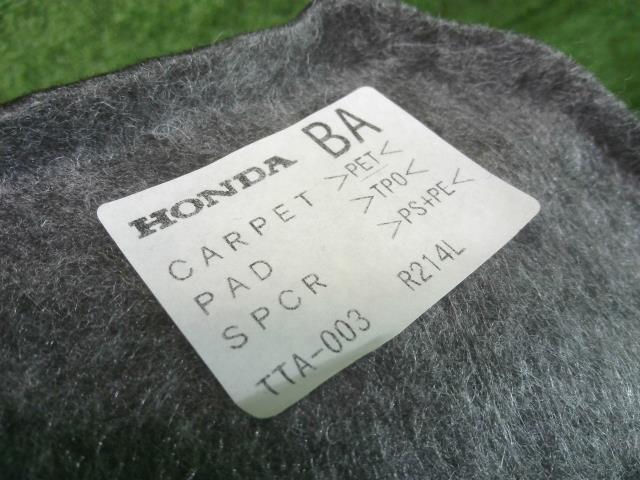 HONDA BA
CARPET >PET<
PAD >TPO<
SPCR >PS+PE<
TTA-003 R214L